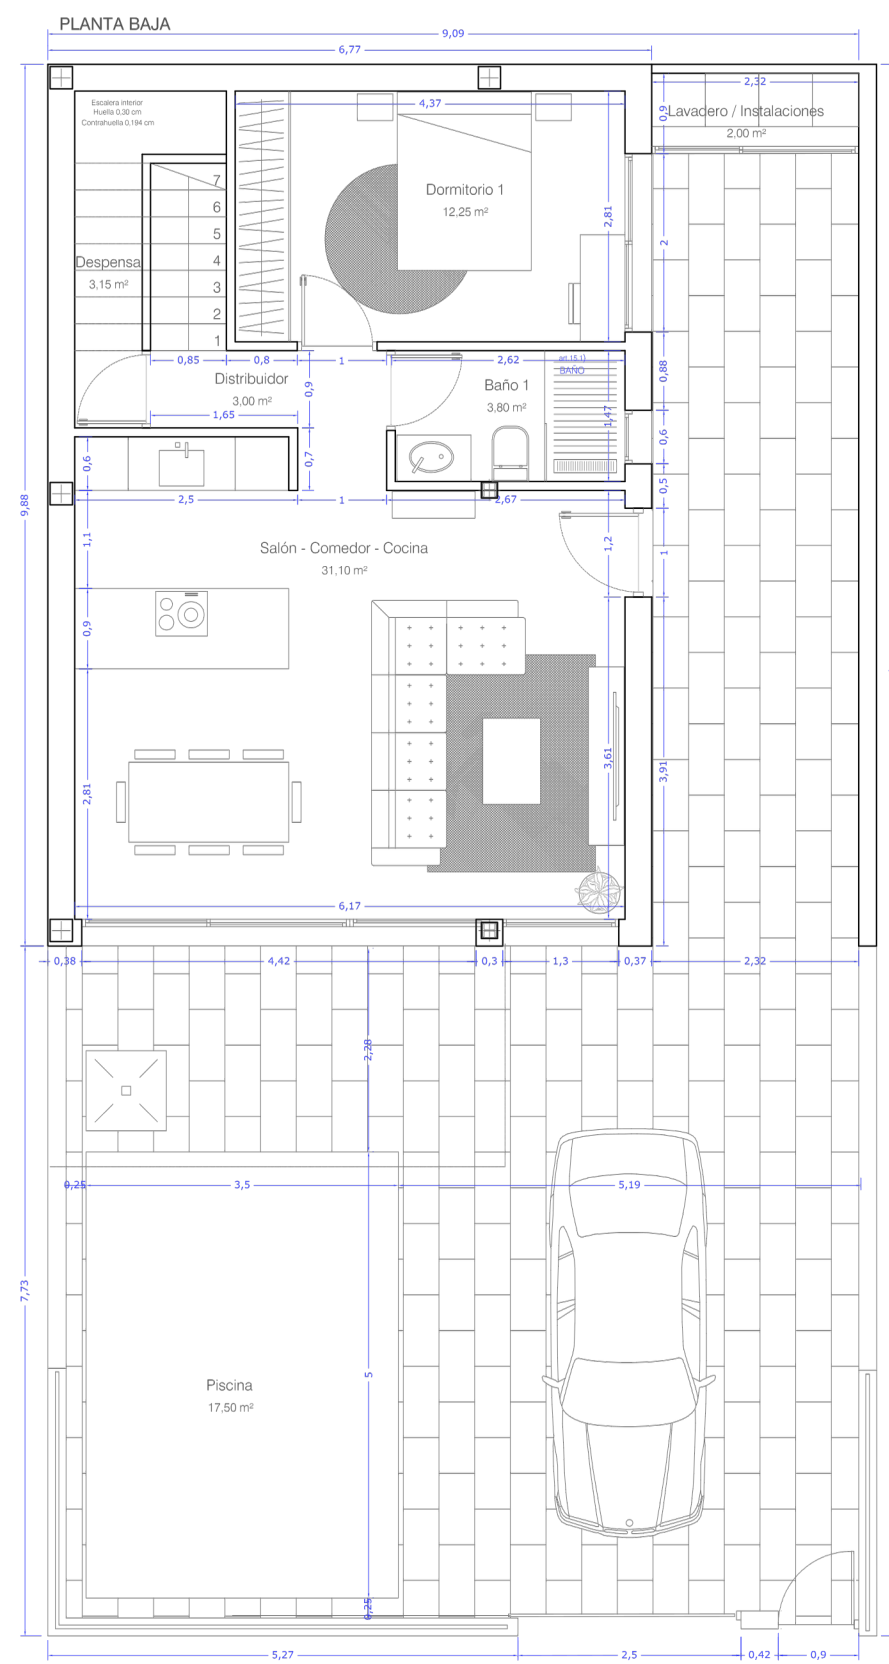 PLANTA BAJA
9,09
6,77
2,32
Escalera interior
Huella 0,30 cm
Contrahuella 0,194 cm
4,37
0,9
Lavadero / Instalaciones
2,00 m²
7
6
5
4
3
2
1
Dormitorio 1
12,25 m²
2,81
2
Despensa
3,15 m²
0,85
0,8
1
2,62
art.15.1)
BAÑO
0,88
Distribuidor
3,00 m²
0,9
Baño 1
3,80 m²
1,47
1,65
0,6
0,7
0,6
0,5
2,5
1
2,67
9,88
1,1
Salón - Comedor - Cocina
31,10 m²
1,2
1
0,9
2,81
3,61
3,91
6,17
0,38
4,42
0,3
1,3
0,37
2,32
2,28
0,25
3,5
5,19
7,73
5
Piscina
17,50 m²
0,25
5,27
2,5
0,42
0,9